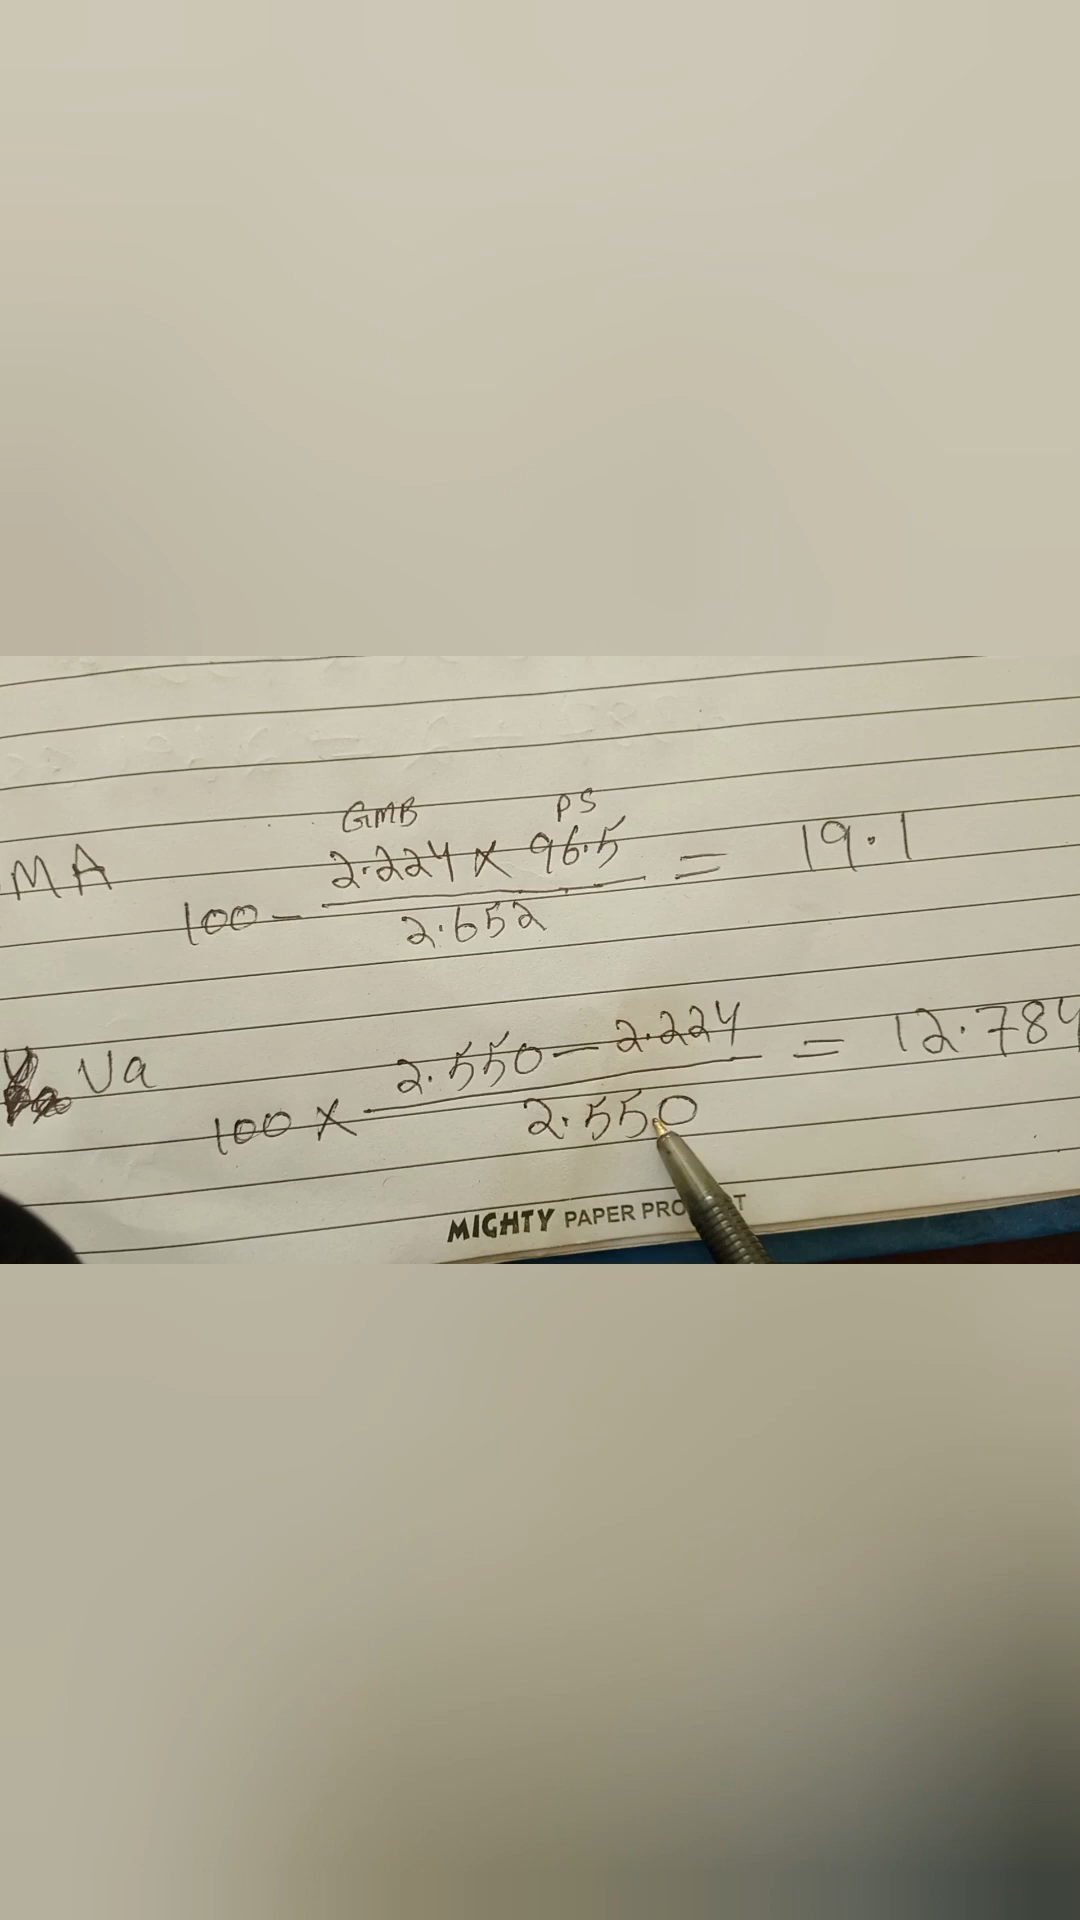 GMB PS
MA 100 - 2.224 x 96.5 = 19.1
2.652
Va 100 x 2.550 - 2.224 = 12.784
2.550
MIGHTY PAPER